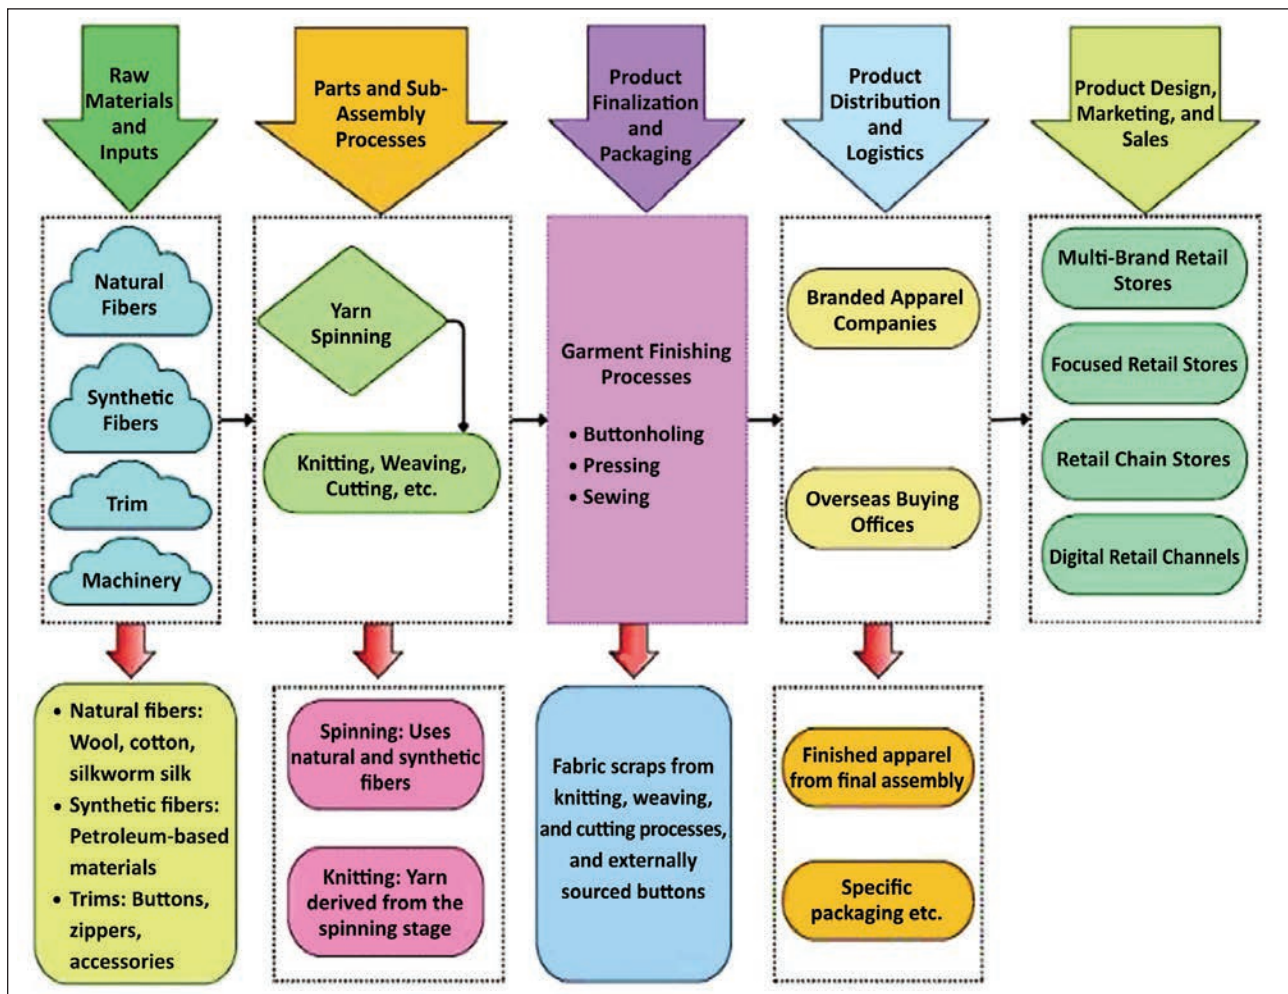 Raw
Materials
and
Inputs
Parts and Sub-
Assembly
Processes
Product
Finalization
and
Packaging
Product
Distribution
and
Logistics
Product Design,
Marketing, and
Sales
Natural
Fibers
Synthetic
Fibers
Trim
Machinery
Yarn
Spinning
Knitting, Weaving,
Cutting, etc.
Garment Finishing
Processes
• Buttonholing
• Pressing
• Sewing
Branded Apparel
Companies
Overseas Buying
Offices
Multi-Brand Retail
Stores
Focused Retail Stores
Retail Chain Stores
Digital Retail Channels
• Natural fibers:
Wool, cotton,
silkworm silk
• Synthetic fibers:
Petroleum-based
materials
• Trims: Buttons,
zippers,
accessories
Spinning: Uses
natural and synthetic
fibers
Knitting: Yarn
derived from the
spinning stage
Fabric scraps from
knitting, weaving,
and cutting processes,
and externally
sourced buttons
Finished apparel
from final assembly
Specific
packaging etc.